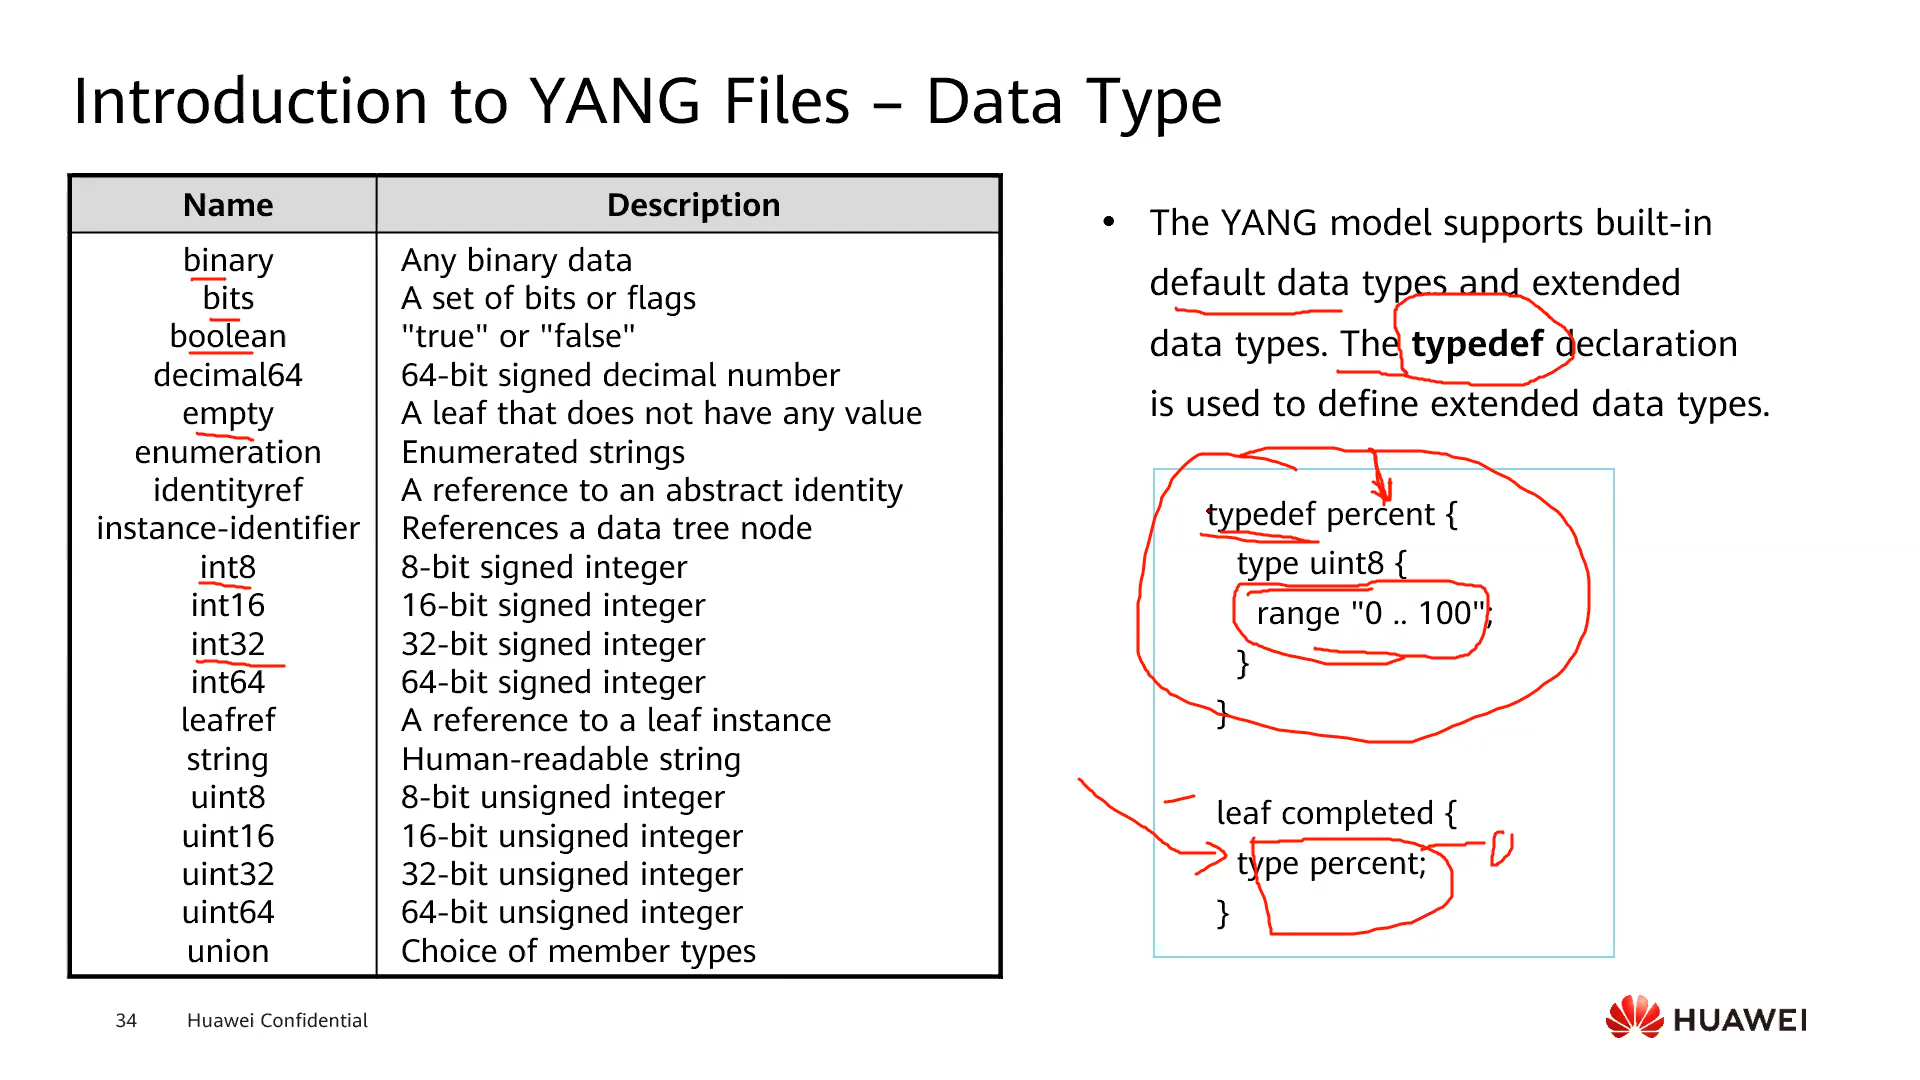 Introduction to YANG Files – Data Type
Name Description
binary Any binary data
bits A set of bits or flags
boolean "true" or "false"
decimal64 64-bit signed decimal number
empty A leaf that does not have any value
enumeration Enumerated strings
identityref A reference to an abstract identity
instance-identifier References a data tree node
int8 8-bit signed integer
int16 16-bit signed integer
int32 32-bit signed integer
int64 64-bit signed integer
leafref A reference to a leaf instance
string Human-readable string
uint8 8-bit unsigned integer
uint16 16-bit unsigned integer
uint32 32-bit unsigned integer
uint64 64-bit unsigned integer
union Choice of member types
• The YANG model supports built-in
default data types and extended
data types. The typedef declaration
is used to define extended data types.
typedef percent {
type uint8 {
range "0 .. 100";
}
}
leaf completed {
type percent;
}
34 Huawei Confidential
HUAWEI